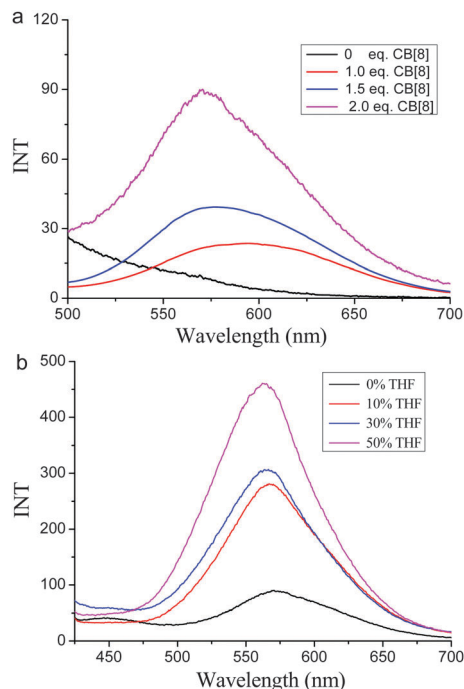 a
120
90
60
30
0
INT
0 eq. CB[8]
1.0 eq. CB[8]
1.5 eq. CB[8]
2.0 eq. CB[8]
500 550 600 650 700
Wavelength (nm)
b
500
400
300
200
100
0
INT
0% THF
10% THF
30% THF
50% THF
450 500 550 600 650 700
Wavelength (nm)